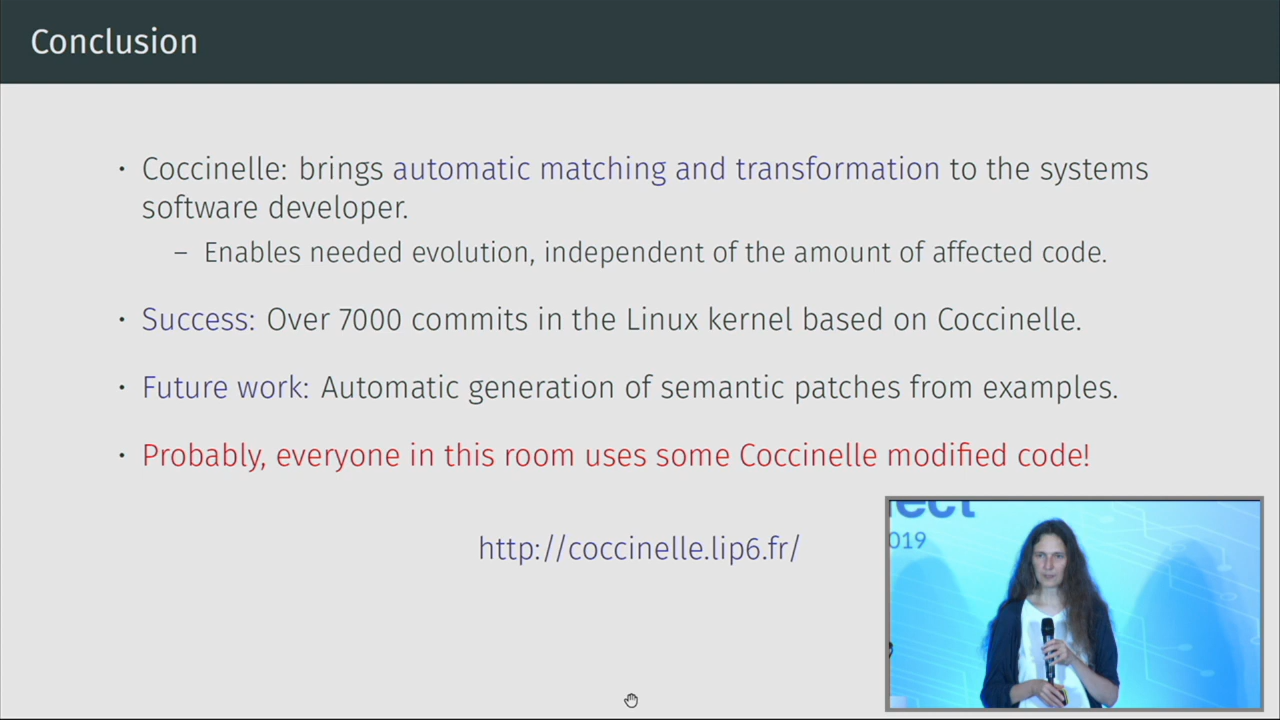 Conclusion
• Coccinelle: brings automatic matching and transformation to the systems
software developer.
– Enables needed evolution, independent of the amount of affected code.
• Success: Over 7000 commits in the Linux kernel based on Coccinelle.
• Future work: Automatic generation of semantic patches from examples.
• Probably, everyone in this room uses some Coccinelle modified code!
http://coccinelle.lip6.fr/
nect
2019